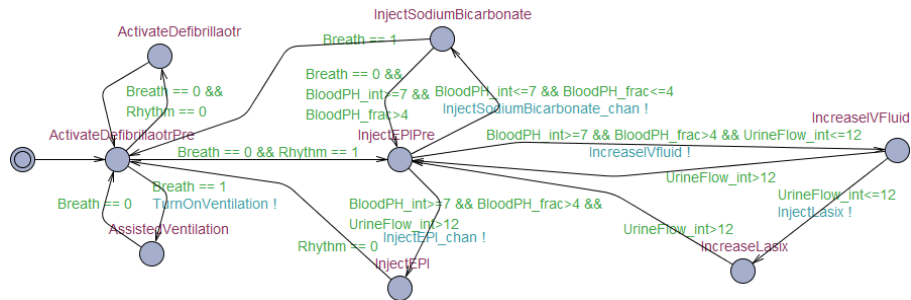 InjectSodiumBicarbonate
ActivateDefibrillaotr
Breath == 1
Breath == 0 &&
BloodPH_int>=7 &&
BloodPH_frac>4
BloodPH_int<=7 && BloodPH_frac<=4
InjectSodiumBicarbonate_chan !
Breath == 0 &&
Rhythm == 0
IncreaseIVFluid
ActivateDefibrillaotrPre
InjectEPIPre
BloodPH_int>=7 && BloodPH_frac>4 && UrineFlow_int<=12
Breath == 0 && Rhythm == 1
IncreaseIVfluid !
UrineFlow_int>12
Breath == 1
TurnOnVentilation !
Breath == 0
UrineFlow_int<=12
InjectLasix !
BloodPH_int>=7 && BloodPH_frac>4 &&
UrineFlow_int>12
InjectEPI_chan !
AssistedVentilation
Rhythm == 0
UrineFlow_int>12
InjectEPI
IncreaseLasix